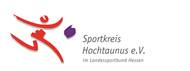 Sportkreis
Hochtaunus e.V.
im Landessportbund Hessen